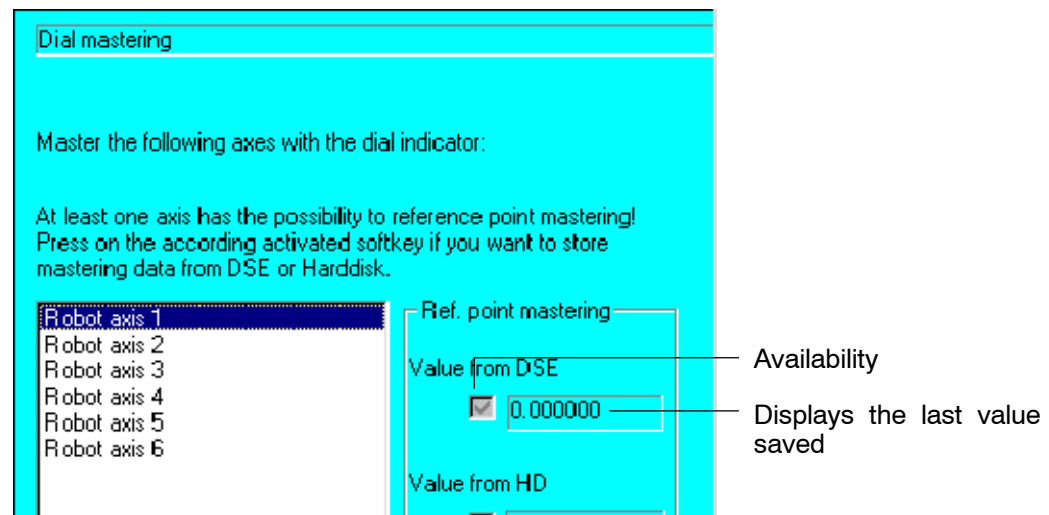 Dial mastering
Master the following axes with the dial indicator:
At least one axis has the possibility to reference point mastering!
Press on the according activated softkey if you want to store
mastering data from DSE or Harddisk.
Robot axis 1
Robot axis 2
Robot axis 3
Robot axis 4
Robot axis 5
Robot axis 6
Ref. point mastering
Value from DSE
0.000000
Value from HD
Availability
Displays the last value
saved